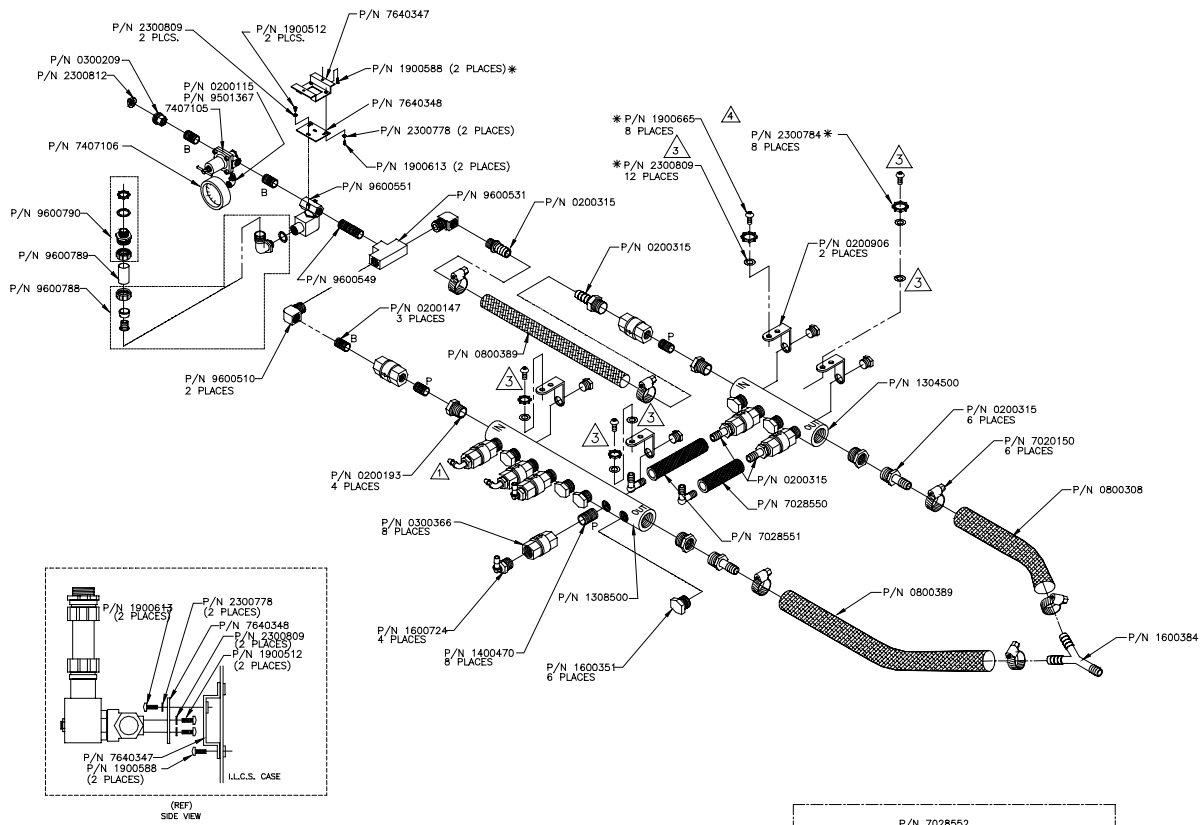 P/N 7640347
P/N 2300809
2 PLCS.
P/N 1900512
2 PLCS.
P/N 0300209
P/N 2300812
P/N 0200115
P/N 9501367
7407105
P/N 1900588 (2 PLACES)*
P/N 7640348
P/N 2300778 (2 PLACES)
P/N 1900613 (2 PLACES)
P/N 7407106
B
B
P/N 9600551
P/N 9600531
P/N 0200315
P/N 0200315
* P/N 1900665
8 PLACES
4
3
* P/N 2300809
12 PLACES
P/N 2300784 *
8 PLACES
3
3
P/N 0200906
2 PLACES
P/N 9600790
P/N 9600789
P/N 9600788
P/N 9600549
P/N 0200147
3 PLACES
B
P
P/N 0800389
P
P/N 9600510
2 PLACES
3
3
3
IN
OUT
P/N 1304500
P/N 0200315
6 PLACES
P/N 7020150
6 PLACES
P/N 0800308
P/N 0200193
4 PLACES
1
IN
P/N 0200315
P/N 7028550
P/N 7028551
P/N 0300366
8 PLACES
P
OUT
P/N 1308500
P/N 0800389
P/N 1600384
P/N 1600724
4 PLACES
P/N 1400470
8 PLACES
P/N 1600351
6 PLACES
P/N 1900613
(2 PLACES)
P/N 2300778
(2 PLACES)
P/N 7640348
P/N 2300809
(2 PLACES)
P/N 1900512
(2 PLACES)
P/N 7640347
P/N 1900588
(2 PLACES)
I.L.C.S. CASE
(REF)
SIDE VIEW
P/N 7028552